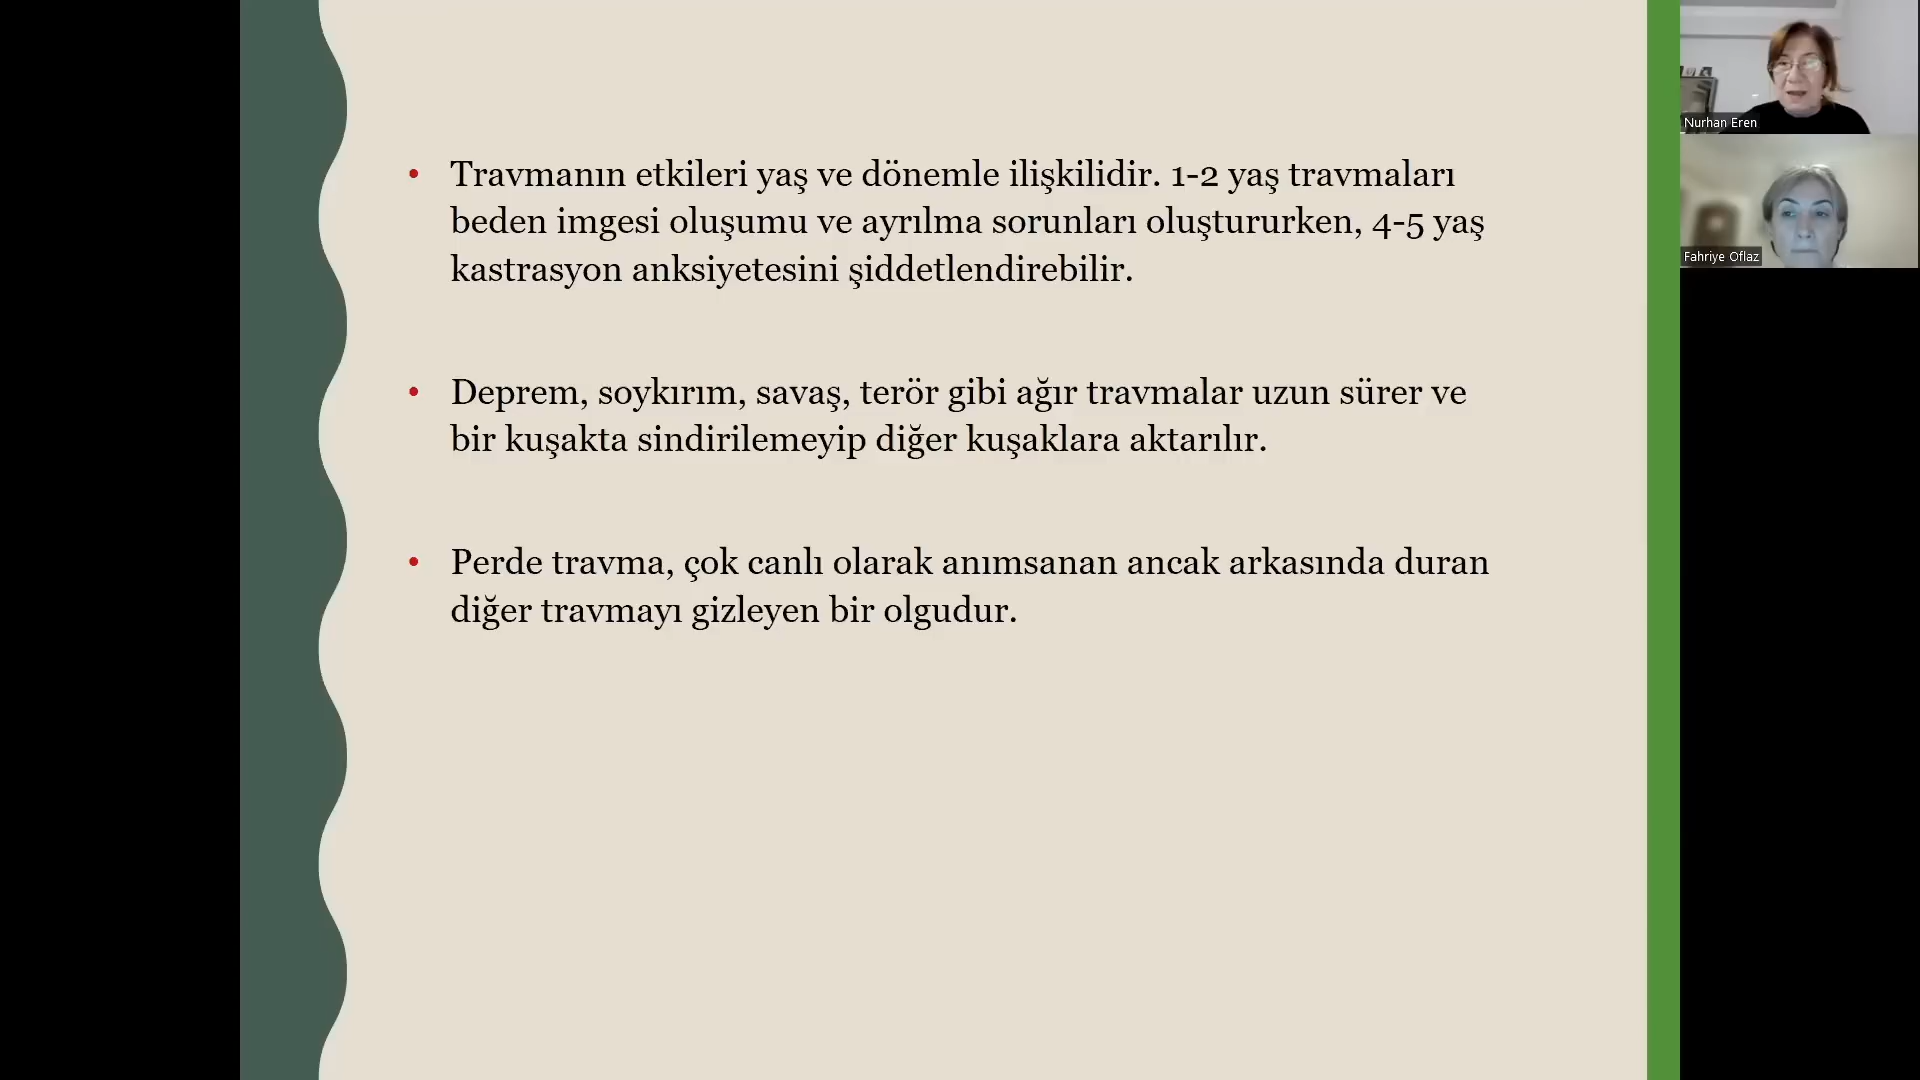 Travmanın etkileri yaş ve dönemle ilişkilidir. 1-2 yaş travmaları
beden imgesi oluşumu ve ayrılma sorunları oluştururken, 4-5 yaş
kastrasyon anksiyetesini şiddetlendirebilir.
Deprem, soykırım, savaş, terör gibi ağır travmalar uzun sürer ve
bir kuşakta sindirilemeyip diğer kuşaklara aktarılır.
Perde travma, çok canlı olarak anımsanan ancak arkasında duran
diğer travmayı gizleyen bir olgudur.
Nurhan Eren
Fahriye Oflaz